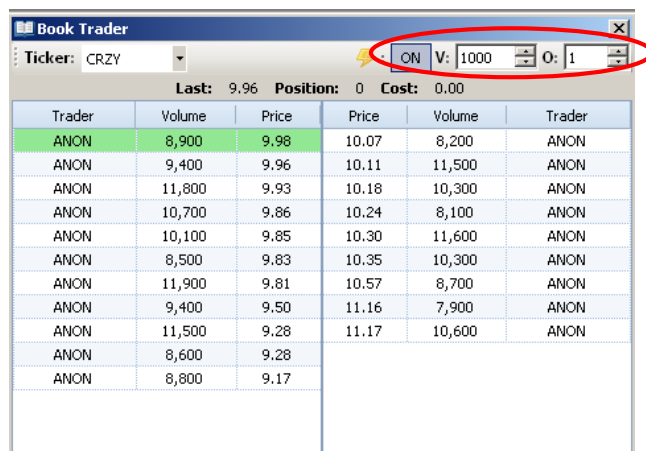 Book Trader
Ticker: CRZY : ON V: 1000 O: 1
Last: 9.96 Position: 0 Cost: 0.00
Trader Volume Price Price Volume Trader
ANON 8,900 9.98 10.07 8,200 ANON
ANON 9,400 9.96 10.11 11,500 ANON
ANON 11,800 9.93 10.18 10,300 ANON
ANON 10,700 9.86 10.24 8,100 ANON
ANON 10,100 9.85 10.30 11,600 ANON
ANON 8,500 9.83 10.35 10,300 ANON
ANON 11,900 9.81 10.57 8,700 ANON
ANON 9,400 9.50 11.16 7,900 ANON
ANON 11,500 9.28 11.17 10,600 ANON
ANON 8,600 9.28
ANON 8,800 9.17